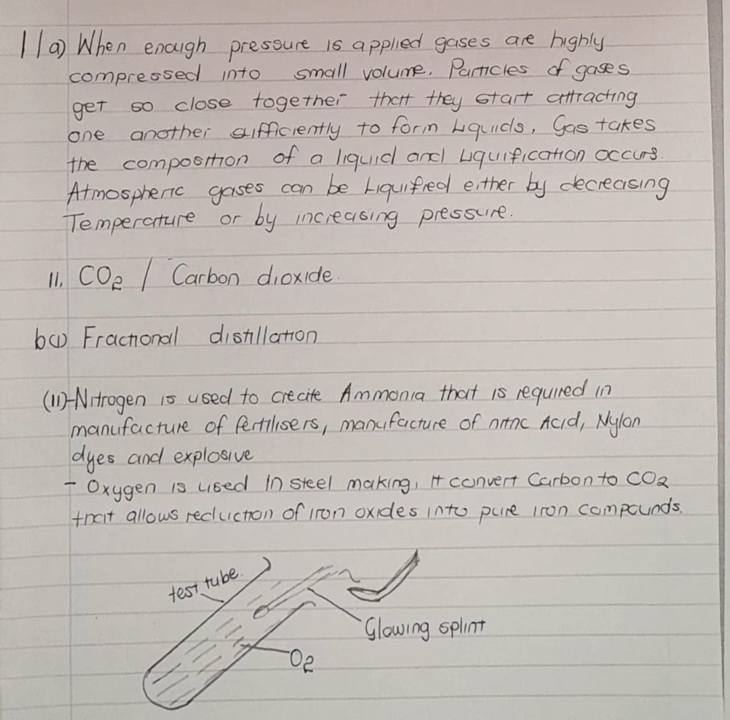 11a) When enough pressure is applied gases are highly
compressed into small volume. Particles of gases
get so close together that they start attracting
one another sufficiently to form liquids, Gas takes
the composition of a liquid and liquification occurs.
Atmospheric gases can be liquified either by decreasing
Temperature or by increasing pressure.
11. CO2 / Carbon dioxide.
b(i) Fractional distillation
(11)-Nitrogen is used to create Ammonia that is required in
manufacture of fertilisers, manufacture of nitric Acid, Nylon
dyes and explosive
- Oxygen is used in steel making, it convert Carbon to CO2
that allows reduction of iron oxides into pure iron compounds.
test tube.
Glowing splint
O2